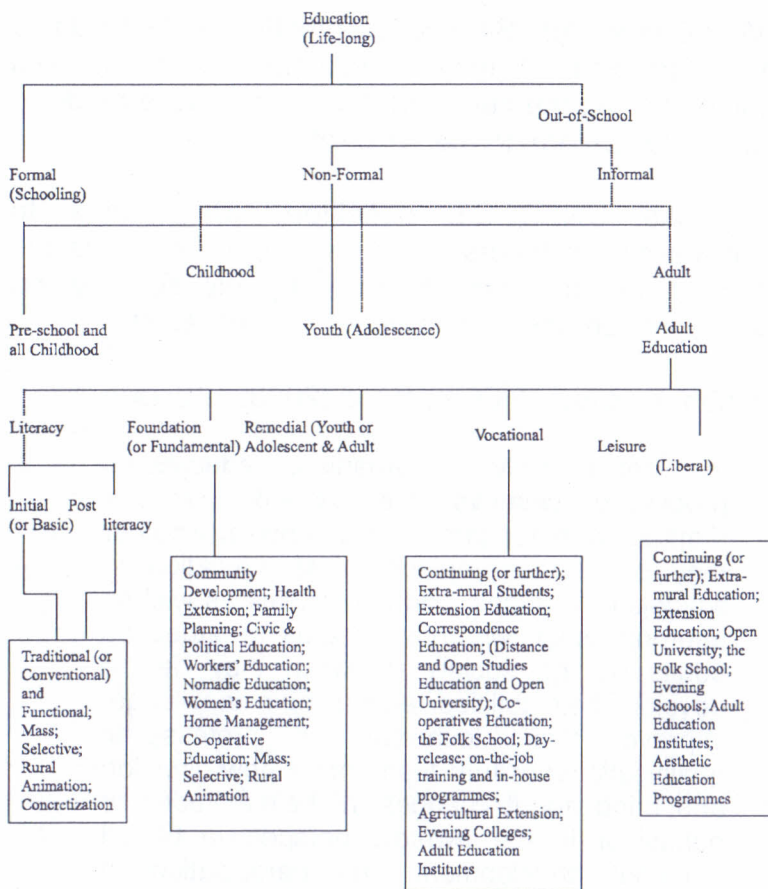 Education
(Life-long)
Out-of-School
Formal
(Schooling)
Non-Formal
Informal
Childhood
Adult
Pre-school and
all Childhood
Youth (Adolescence)
Adult
Education
Literacy
Foundation
(or Fundamental)
Remedial (Youth or
Adolescent & Adult
Vocational
Leisure
(Liberal)
Initial
(or Basic)
Post
literacy
Traditional (or
Conventional)
and
Functional;
Mass;
Selective;
Rural
Animation;
Concretization
Community
Development; Health
Extension; Family
Planning; Civic &
Political Education;
Workers' Education;
Nomadic Education;
Women's Education;
Home Management;
Co-operative
Education; Mass;
Selective; Rural
Animation
Continuing (or further);
Extra-mural Students;
Extension Education;
Correspondence
Education; (Distance
and Open Studies
Education and Open
University); Co-
operatives Education;
the Folk School; Day-
release; on-the-job
training and in-house
programmes;
Agricultural Extension;
Evening Colleges;
Adult Education
Institutes
Continuing (or
further); Extra-
mural Education;
Extension
Education; Open
University; the
Folk School;
Evening
Schools; Adult
Education
Institutes;
Aesthetic
Education
Programmes